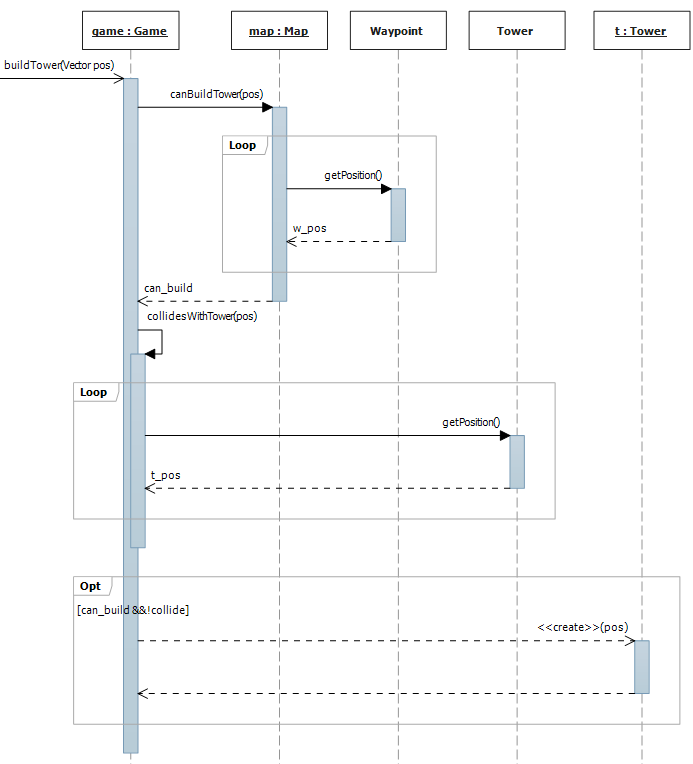 game : Game
map : Map
Waypoint
Tower
t : Tower
buildTower(Vector pos)
canBuildTower(pos)
Loop
getPosition()
w_pos
can_build
collidesWithTower(pos)
Loop
getPosition()
t_pos
Opt
[can_build &&!collide]
<<create>>(pos)